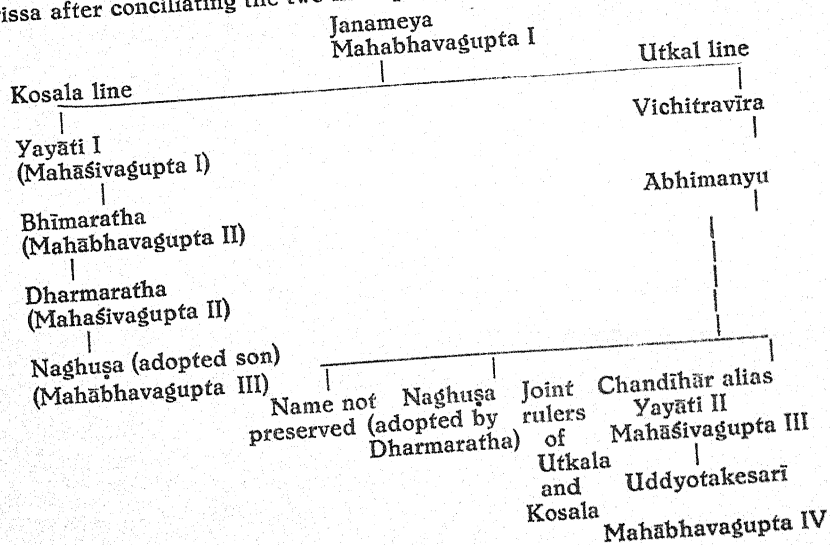 rissa after conciliating the two
Janameya
Mahabhavagupta I
Kosala line
Utkal line
Yayāti I
(Mahāśivagupta I)
Bhīmaratha
(Mahābhavagupta II)
Dharmaratha
(Mahaśivagupta II)
Naghuṣa (adopted son)
(Mahābhavagupta III)
Vichitravīra
Abhimanyu
Name not
preserved
Naghuṣa
(adopted by
Dharmaratha)
Joint
rulers
of
Utkala
and
Kosala
Chandīhār alias
Yayāti II
Mahāśivagupta III
Uddyotakesarī
Mahābhavagupta IV